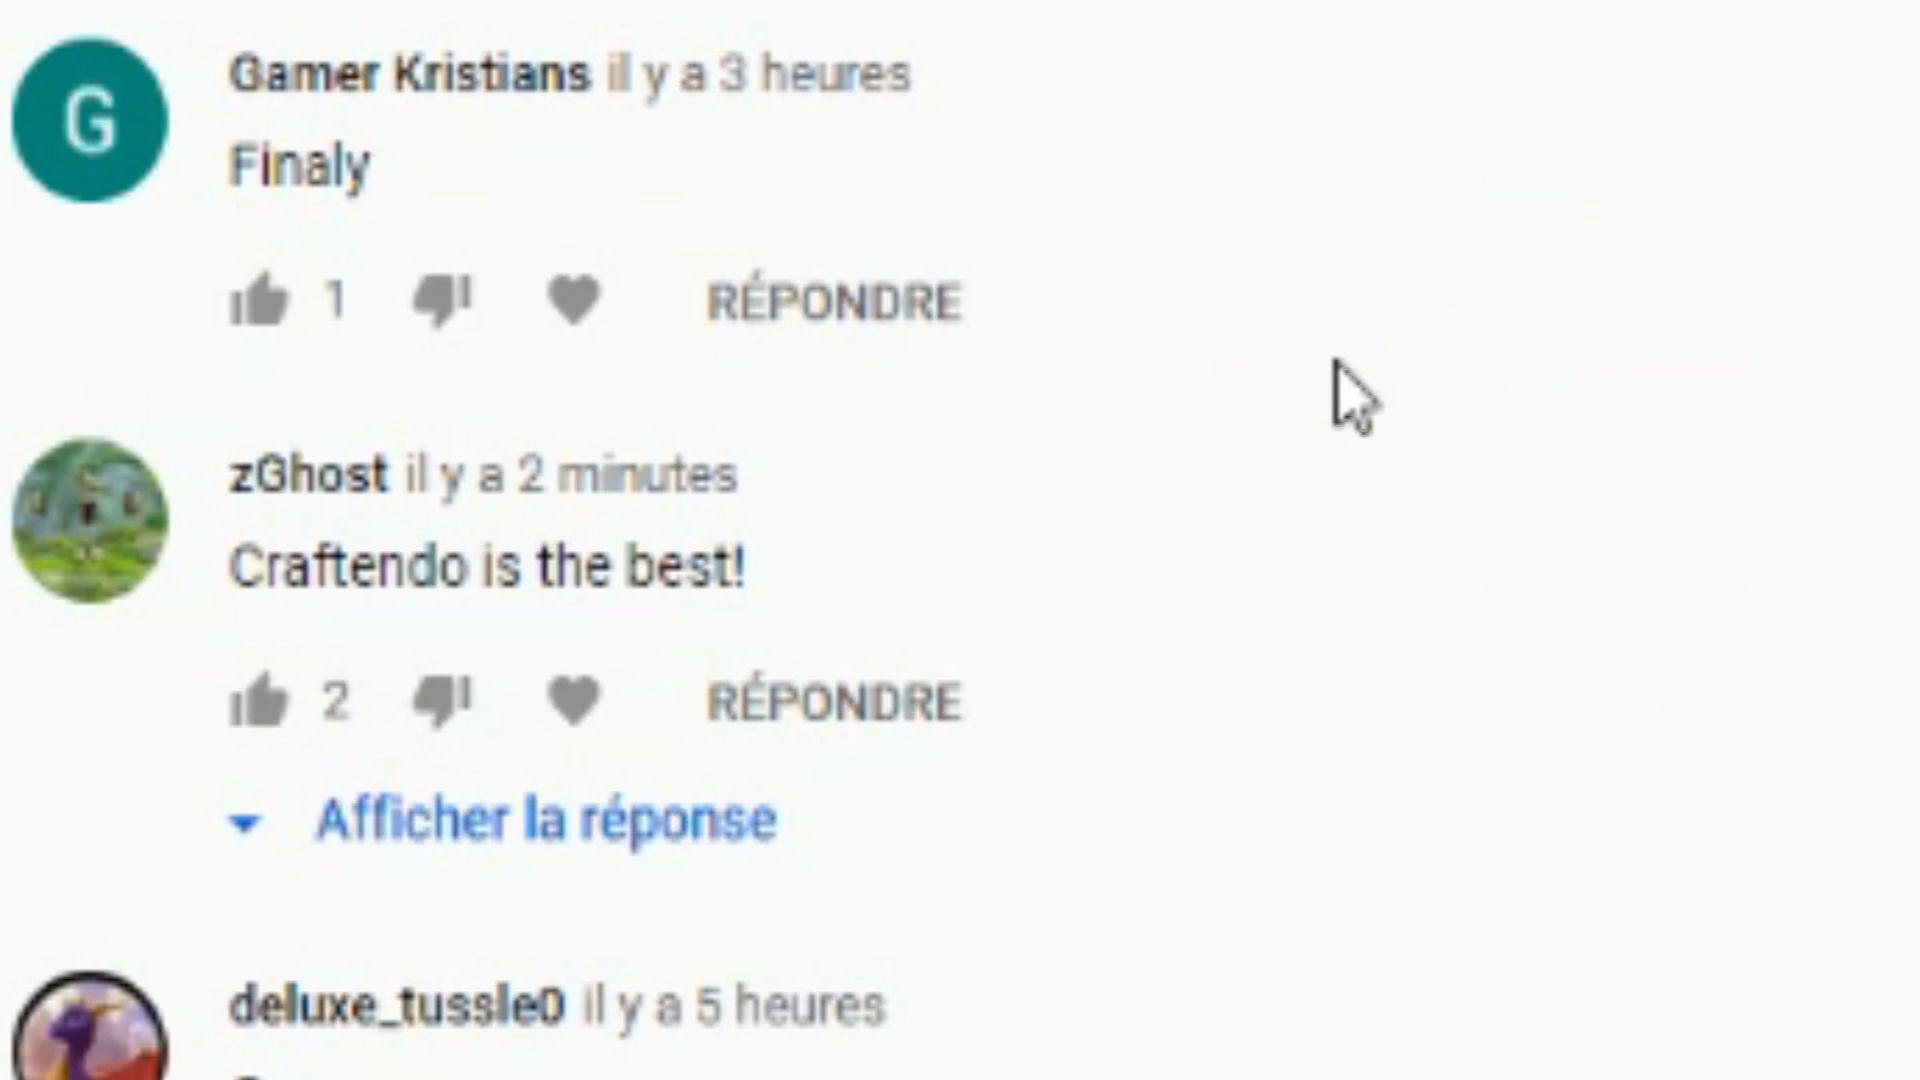 G
Gamer Kristians il y a 3 heures
Finaly
1 RÉPONDRE
zGhost il y a 2 minutes
Craftendo is the best!
2 RÉPONDRE
Afficher la réponse
deluxe_tussle0 il y a 5 heures